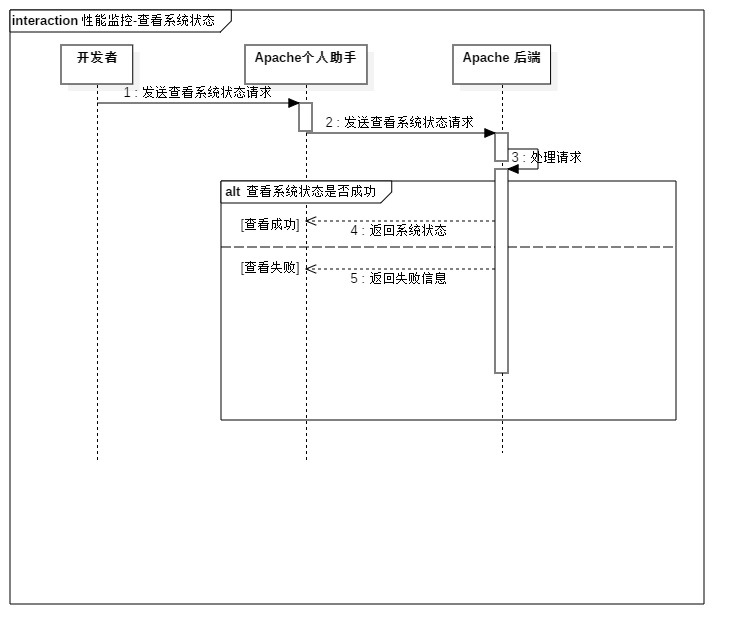 interaction 性能监控-查看系统状态
开发者
Apache个人助手
Apache 后端
1 : 发送查看系统状态请求
2 : 发送查看系统状态请求
3 : 处理请求
alt 查看系统状态是否成功
[查看成功]
4 : 返回系统状态
[查看失败]
5 : 返回失败信息